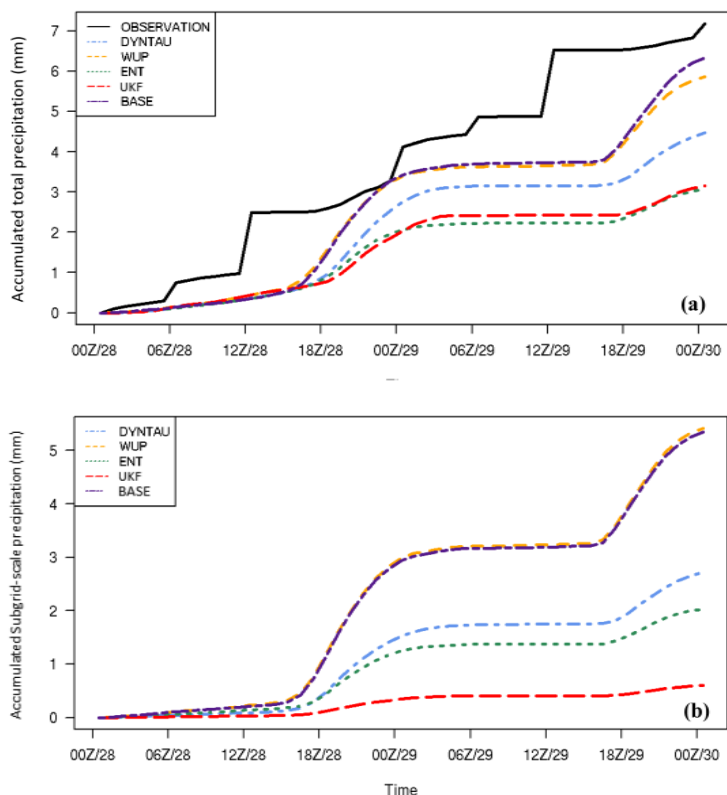 Accumulated total precipitation (mm)
7
6
5
4
3
2
1
0
OBSERVATION
DYNTAU
WUP
ENT
UKF
BASE
(a)
00Z/28 06Z/28 12Z/28 18Z/28 00Z/29 06Z/29 12Z/29 18Z/29 00Z/30
Accumulated Subgrid-scale precipitation (mm)
5
4
3
2
1
0
DYNTAU
WUP
ENT
UKF
BASE
(b)
00Z/28 06Z/28 12Z/28 18Z/28 00Z/29 06Z/29 12Z/29 18Z/29 00Z/30
Time